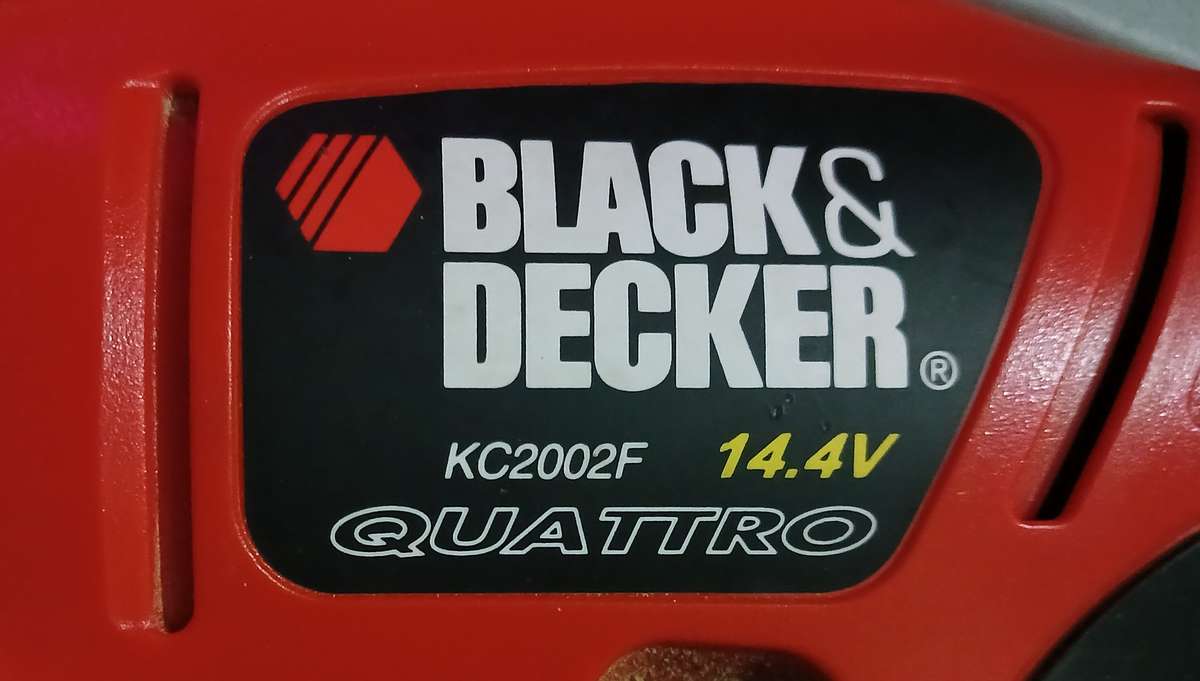 BLACK&
DECKER®
KC2002F 14.4V
QUATTRO